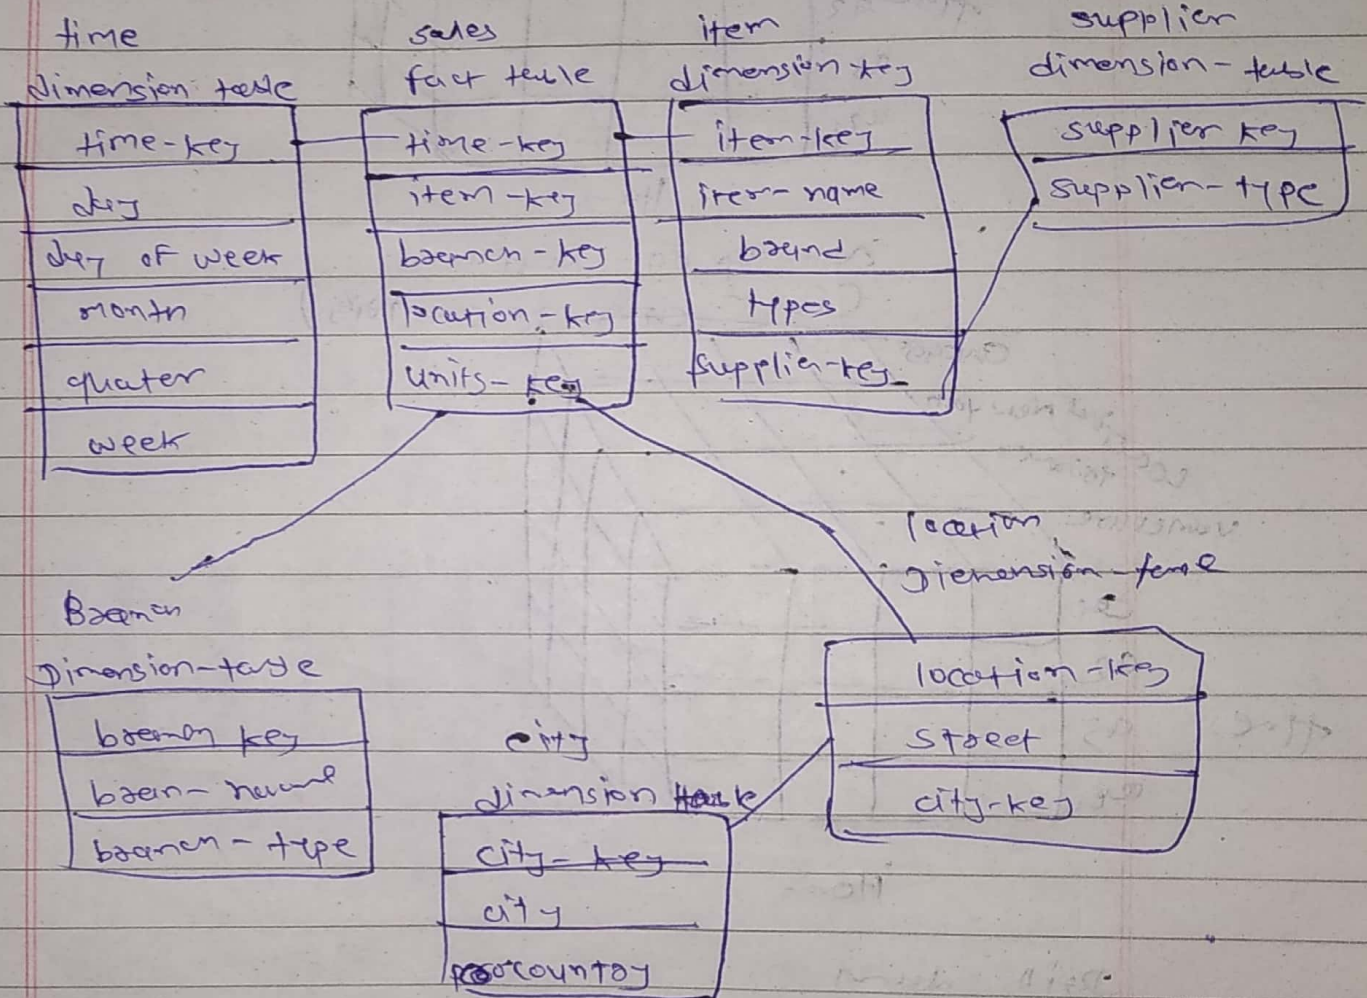 time
dimension table
time-key
day
day of week
month
quater
week
sales
fact table
time-key
item-key
branch-key
location-key
units-key
item
dimension key
item-key
item-name
brand
types
supplier-key
supplier
dimension-table
supplier key
supplier-type
Branch
Dimension-table
branch key
bran-name
branch-type
city
dimension table
city-key
city
country
location
Dimension-table
location-key
street
city-key